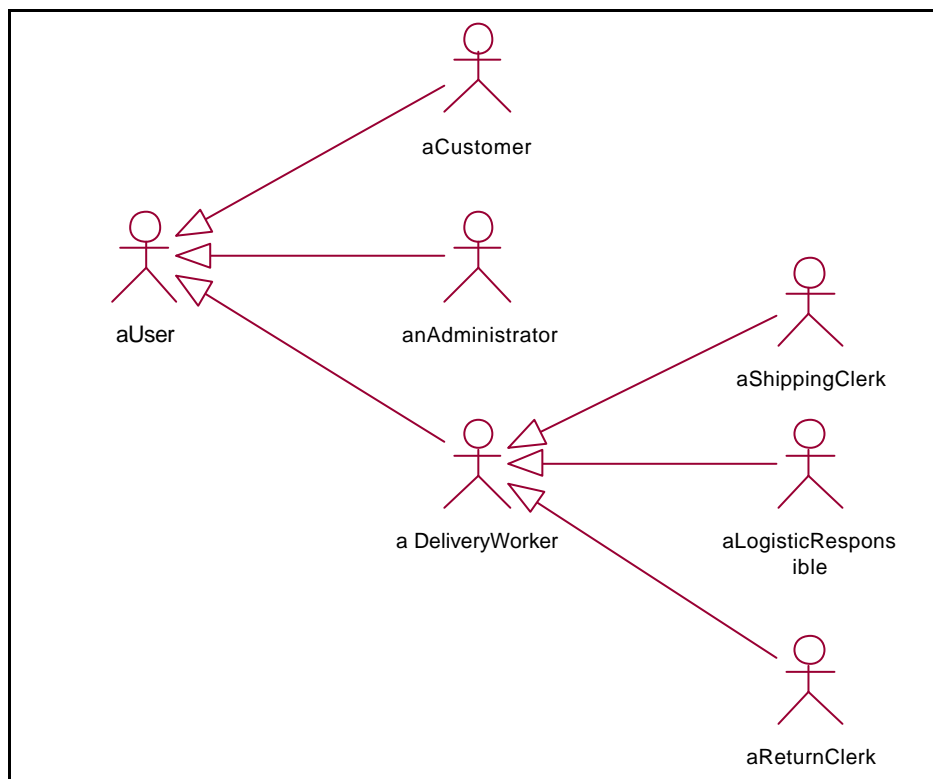 aCustomer
aUser
anAdministrator
aShippingClerk
a DeliveryWorker
aLogisticRespons
ible
aReturnClerk